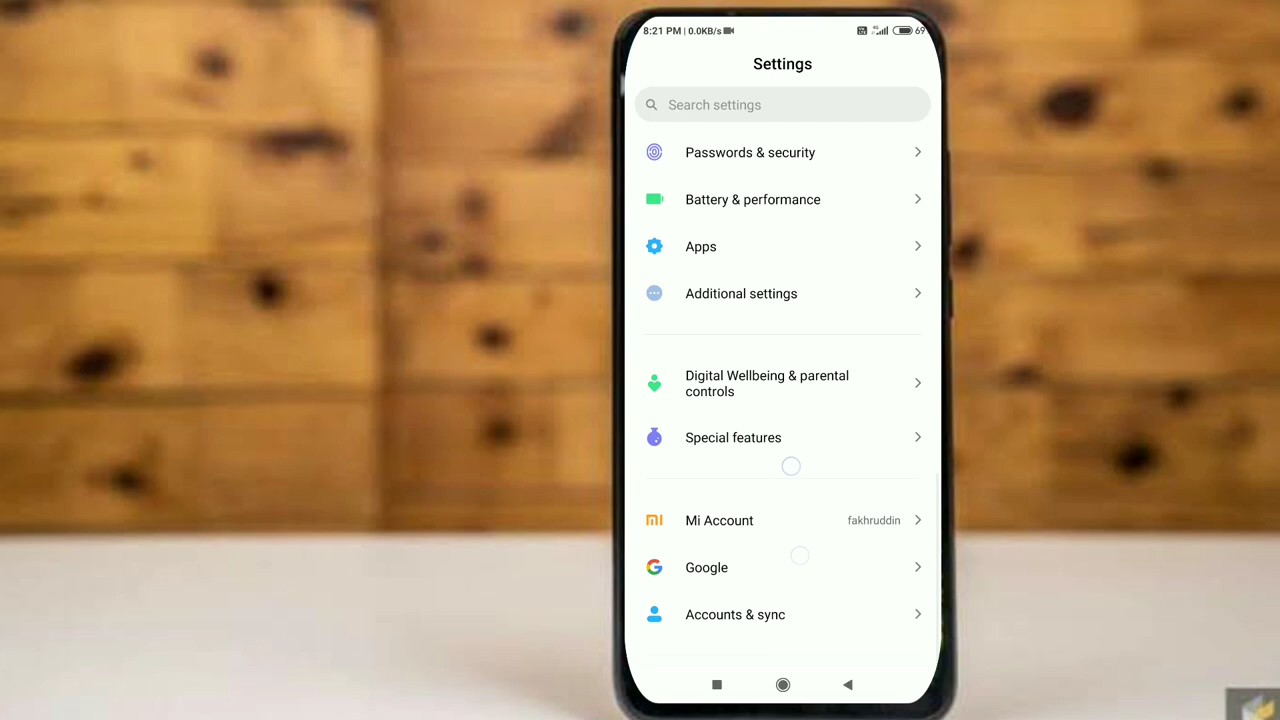 8:21 PM | 0.0KB/s
69
Settings
Search settings
Passwords & security
Battery & performance
Apps
Additional settings
Digital Wellbeing & parental
controls
Special features
Mi Account fakhruddin
Google
Accounts & sync